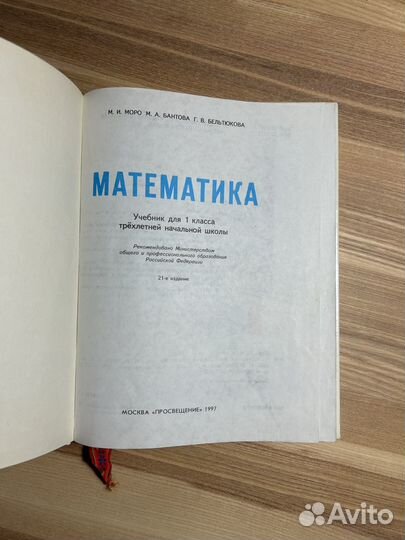 М. И. МОРО М. А. БАНТОВА Г. В. БЕЛЬТЮКОВА
МАТЕМАТИКА
Учебник для 1 класса
трёхлетней начальной школы
Рекомендовано Министерством
общего и профессионального образования
Российской Федерации
21-е издание
МОСКВА «ПРОСВЕЩЕНИЕ» 1997
Avito